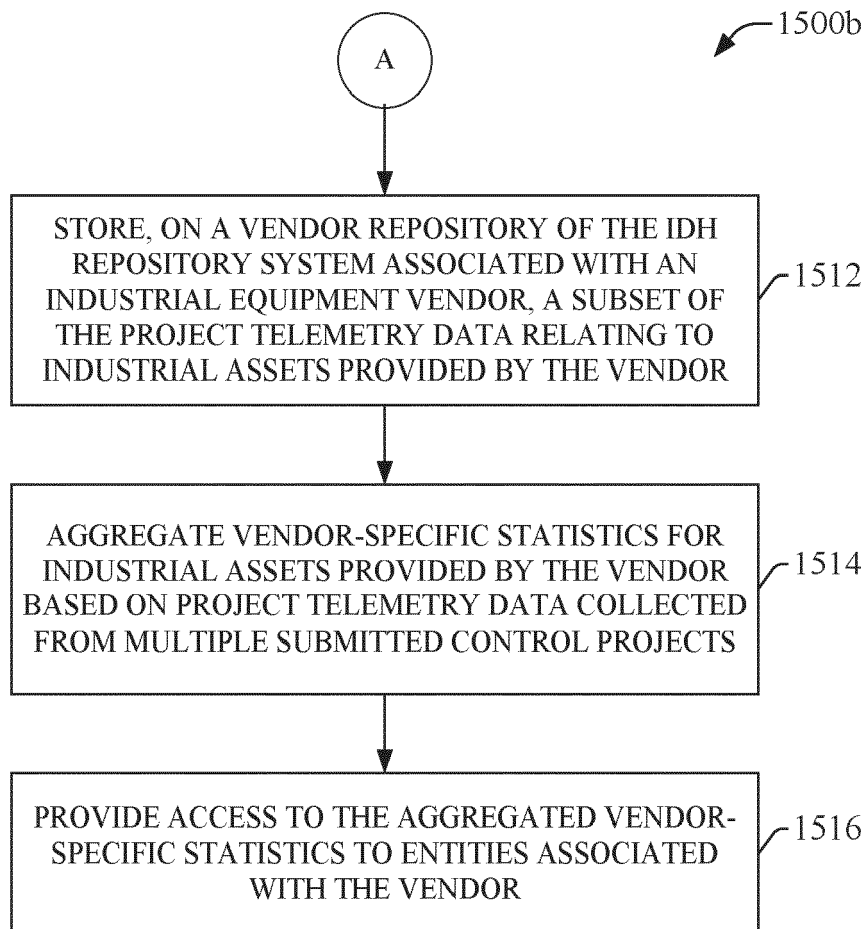 1500b
A
STORE, ON A VENDOR REPOSITORY OF THE IDH
REPOSITORY SYSTEM ASSOCIATED WITH AN
INDUSTRIAL EQUIPMENT VENDOR, A SUBSET OF
THE PROJECT TELEMETRY DATA RELATING TO
INDUSTRIAL ASSETS PROVIDED BY THE VENDOR
1512
AGGREGATE VENDOR-SPECIFIC STATISTICS FOR
INDUSTRIAL ASSETS PROVIDED BY THE VENDOR
BASED ON PROJECT TELEMETRY DATA COLLECTED
FROM MULTIPLE SUBMITTED CONTROL PROJECTS
1514
PROVIDE ACCESS TO THE AGGREGATED VENDOR-
SPECIFIC STATISTICS TO ENTITIES ASSOCIATED
WITH THE VENDOR
1516